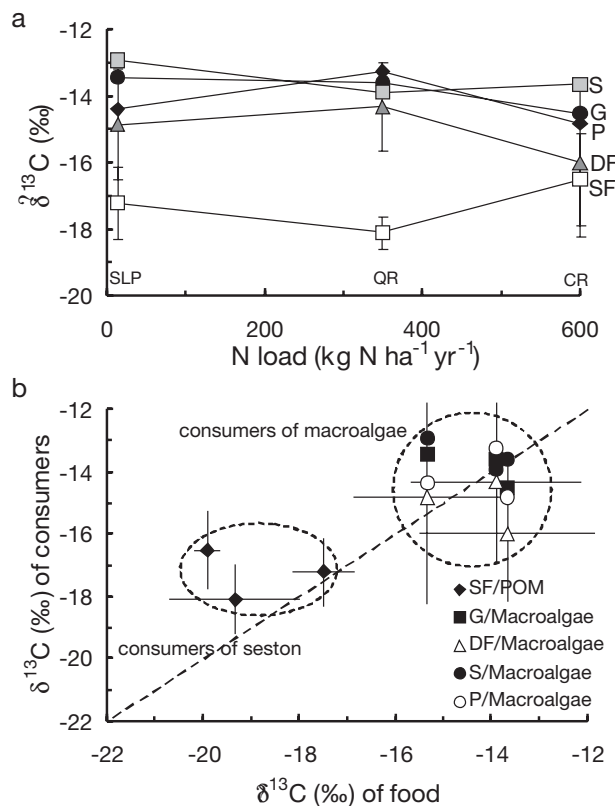 a
-12
-14
-16
-18
-20
δ?13C (‰)
S
G
P
DF
SF
SLP QR CR
0 200 400 600
N load (kg N ha-1 yr-1)
b
-12
-14
-16
-18
-20
-22
δ13C (‰) of consumers
consumers of macroalgae
consumers of seston
SF/POM
G/Macroalgae
DF/Macroalgae
S/Macroalgae
P/Macroalgae
-22 -20 -18 -16 -14 -12
δ13C (‰) of food